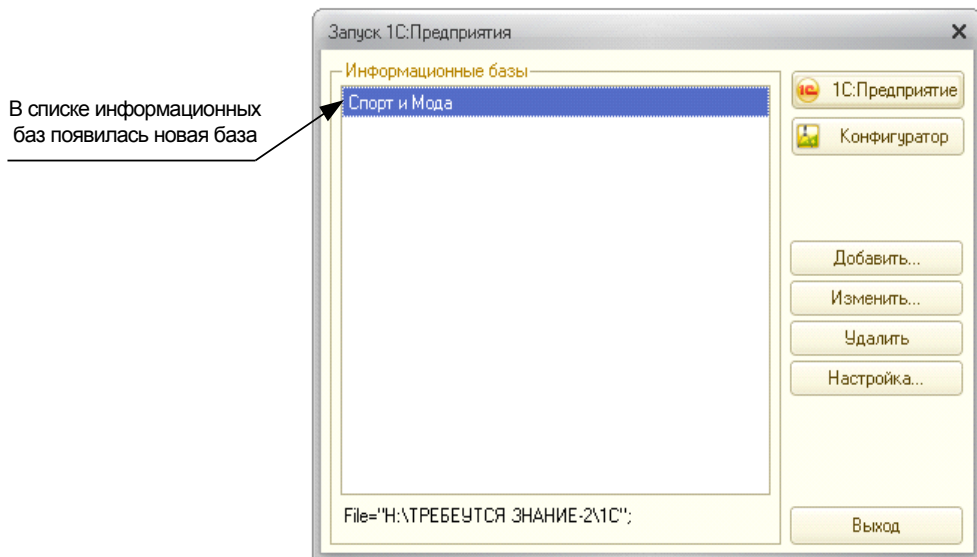 Запуск 1С:Предприятия
Информационные базы
Спорт и Мода
В списке информационных
баз появилась новая база
1С:Предприятие
Конфигуратор
Добавить...
Изменить...
Удалить
Настройка...
File="H:\ТРЕБЕУТСЯ ЗНАНИЕ-2\1С";
Выход